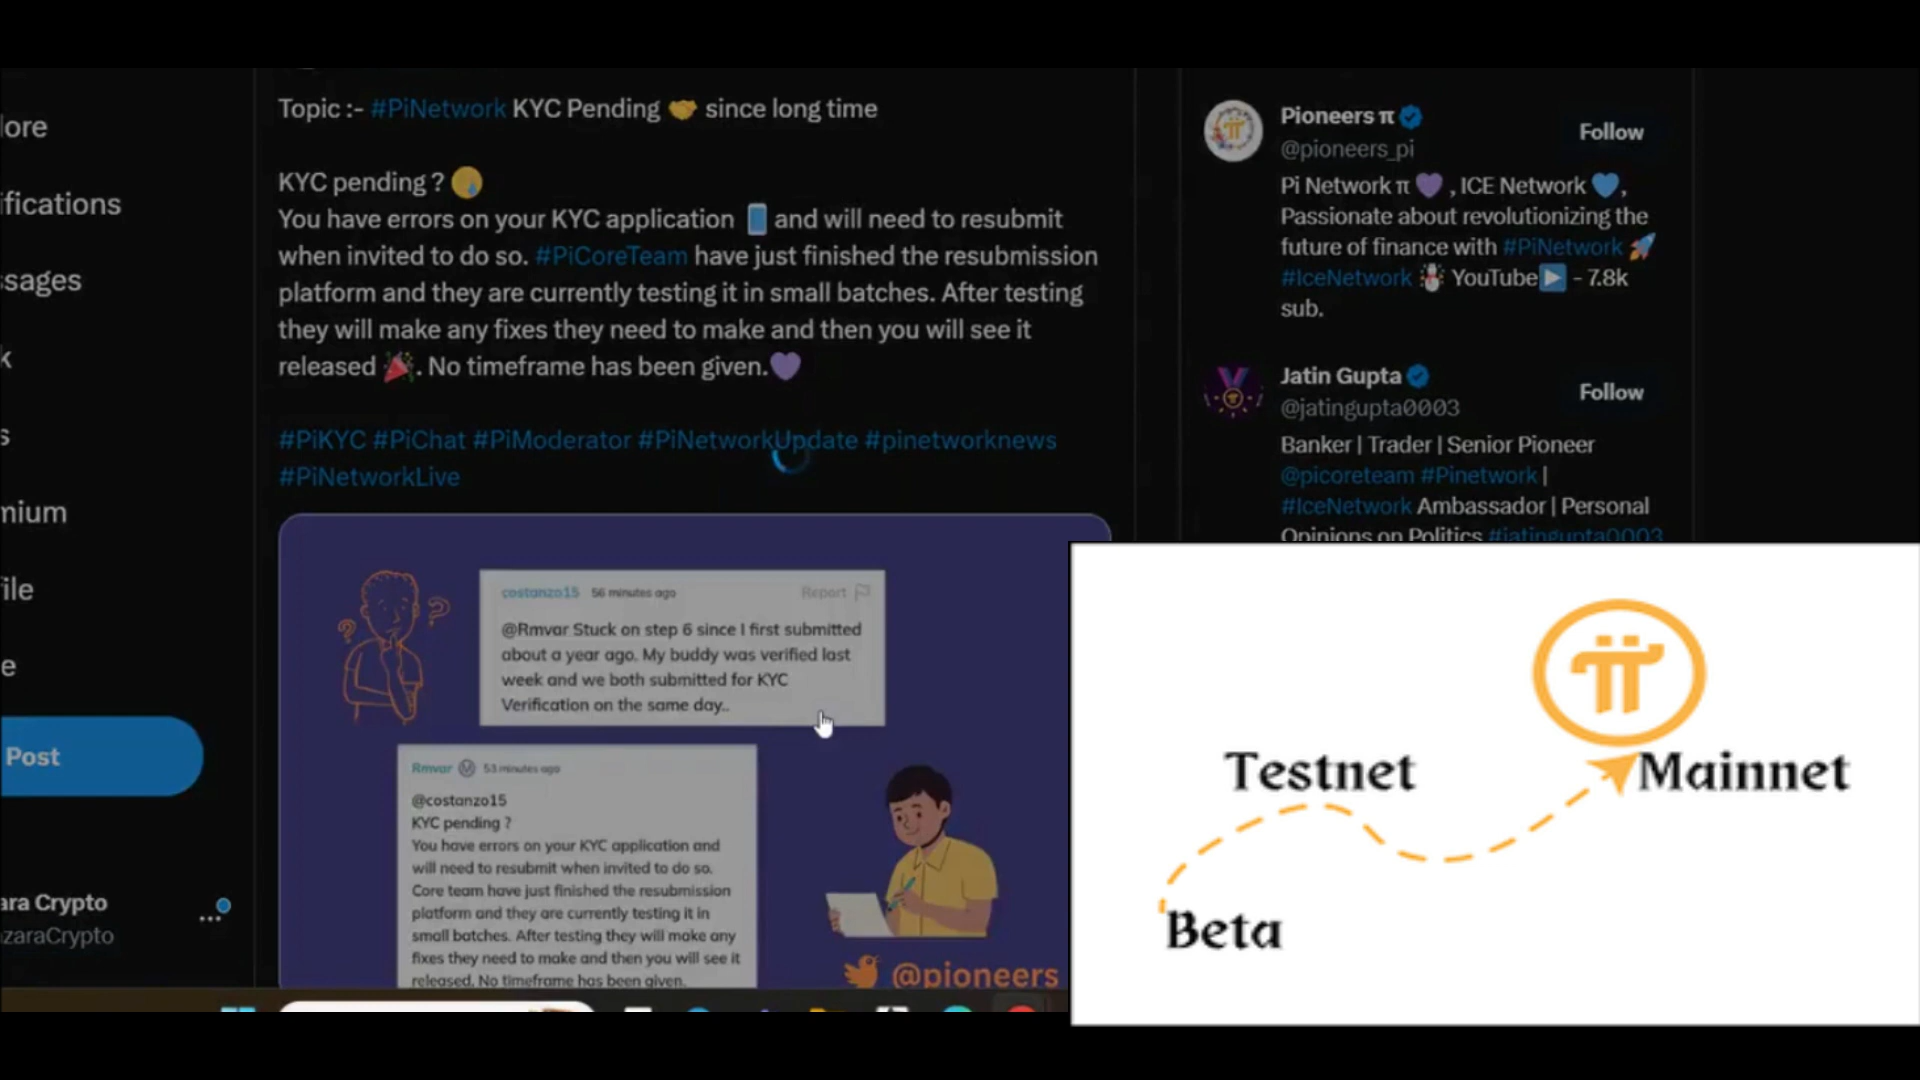 lore
ifications
ssages
k
s
mium
file
e
Post
ara Crypto
zaraCrypto
Topic :- #PiNetwork KYC Pending 🤝 since long time
KYC pending ? 😢
You have errors on your KYC application 📱 and will need to resubmit
when invited to do so. #PiCoreTeam have just finished the resubmission
platform and they are currently testing it in small batches. After testing
they will make any fixes they need to make and then you will see it
released 🎉. No timeframe has been given.💜
#PiKYC #PiChat #PiModerator #PiNetworkUpdate #pinetworknews
#PiNetworkLive
costanzo15 56 minutes ago Report
@Rmvar Stuck on step 6 since I first submitted
about a year ago. My buddy was verified last
week and we both submitted for KYC
Verification on the same day..
Rmvar M 53 minutes ago
@costanzo15
KYC pending ?
You have errors on your KYC application and
will need to resubmit when invited to do so.
Core team have just finished the resubmission
platform and they are currently testing it in
small batches. After testing they will make any
fixes they need to make and then you will see it
released. No timeframe has been given.
@pioneers
Pioneers π
@pioneers_pi
Follow
Pi Network π 💜 , ICE Network 💙,
Passionate about revolutionizing the
future of finance with #PiNetwork 🚀
#IceNetwork ⛄ YouTube▶️ - 7.8k
sub.
Jatin Gupta
@jatingupta0003
Follow
Banker | Trader | Senior Pioneer
@picoreteam #Pinetwork |
#IceNetwork Ambassador | Personal
Opinions on Politics #jatingupta0003
Testnet
Mainnet
Beta